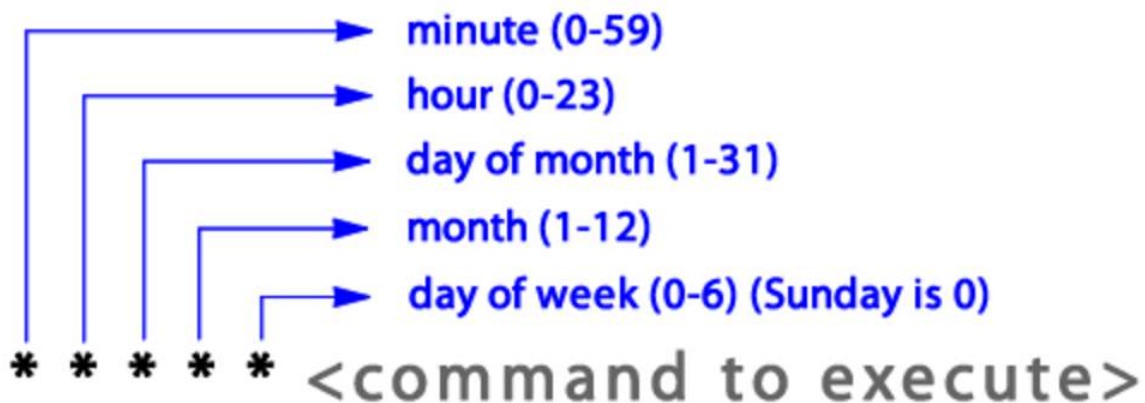 minute (0-59)
hour (0-23)
day of month (1-31)
month (1-12)
day of week (0-6) (Sunday is 0)
* * * * * <command to execute>